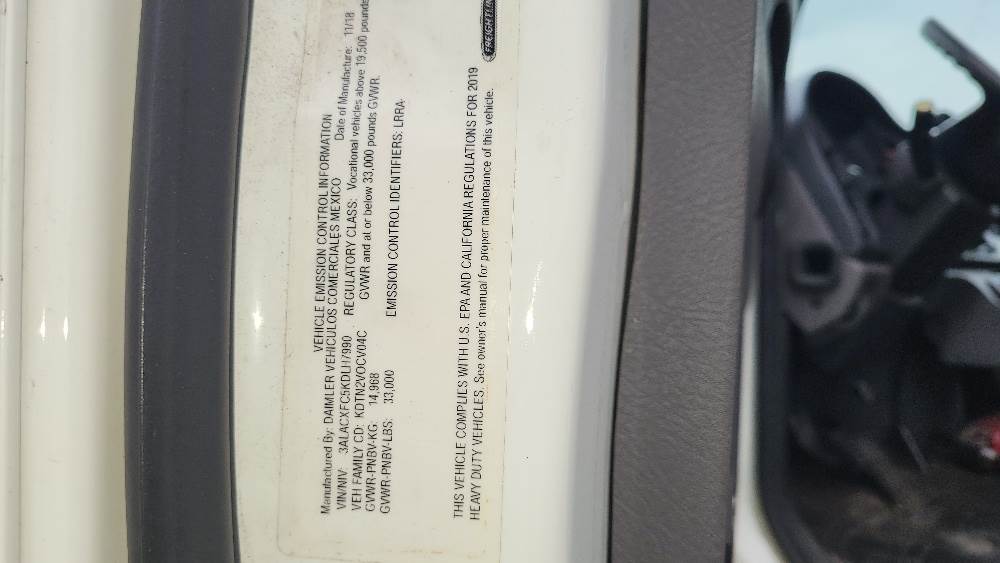 VEHICLE EMISSION CONTROL INFORMATION
Manufactured By: DAIMLER VEHICULOS COMERCIALES MEXICO Date of Manufacture: 11/18
VIN/NIV: REGULATORY CLASS: Vocational vehicles above 19,500 pounds
VEH FAMILY CD: KDTN2VOCV04C GVWR and at or below 33,000 pounds GVWR.
GVWR-PNBV-KG: 14,968
GVWR-PNBV-LBS: 33,000 EMISSION CONTROL IDENTIFIERS: LRRA
THIS VEHICLE COMPLIES WITH U.S. EPA AND CALIFORNIA REGULATIONS FOR 2019
HEAVY DUTY VEHICLES. See owner's manual for proper maintenance of this vehicle.